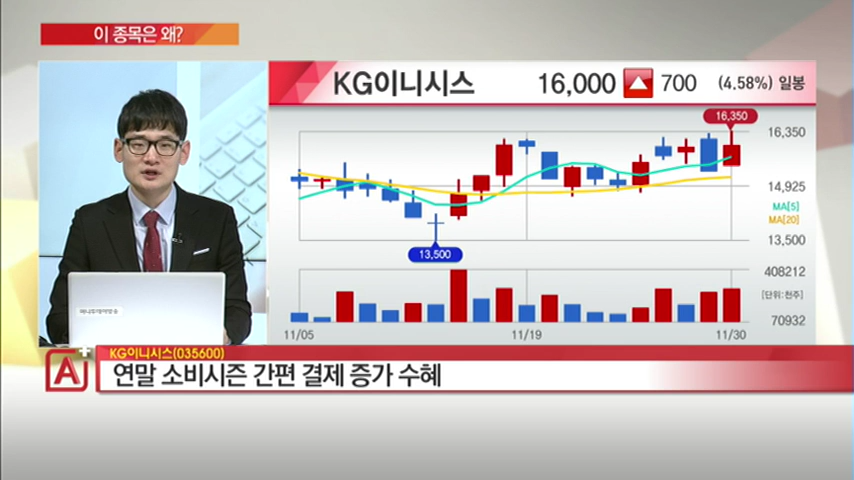 이 종목은 왜?
KG이니시스 16,000 700 (4.58%) 일봉
16,350
16,350
14,925
MA[5]
MA[20]
13,500
13,500
408212
[단위:천주]
70932
11/05 11/19 11/30
KG이니시스(035600)
A+
연말 소비시즌 간편 결제 증가 수혜